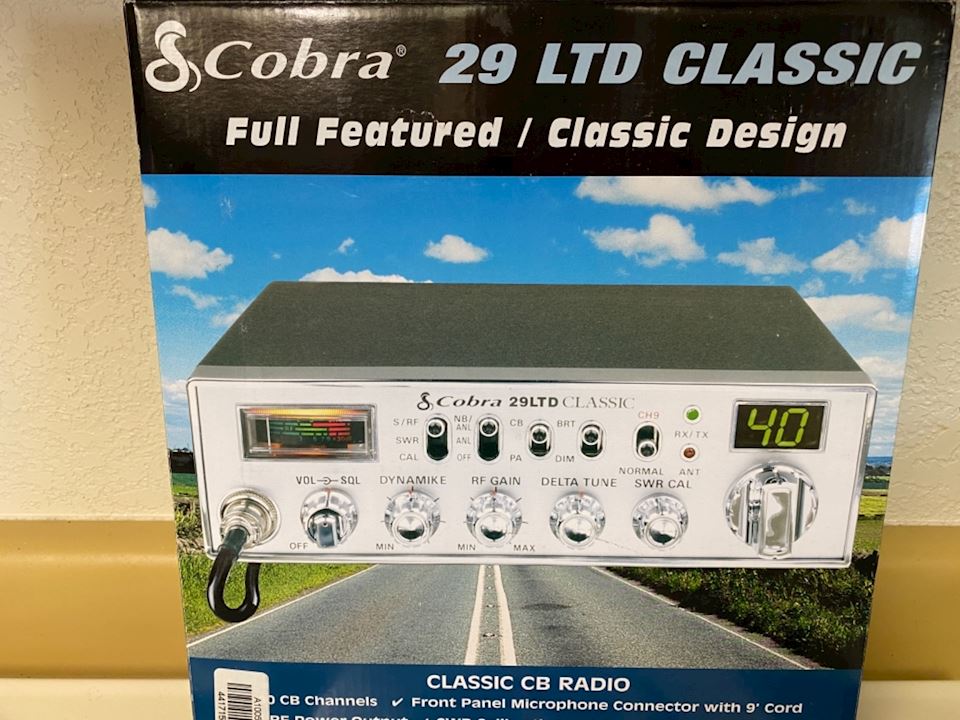 Cobra® 29 LTD CLASSIC
Full Featured / Classic Design
Cobra 29LTD CLASSIC
S/RF NB/ANL CB BRT CH9
SWR ANL RX/TX 40
CAL OFF PA DIM NORMAL ANT
VOL SQL DYNAMIKE RF GAIN DELTA TUNE SWR CAL
OFF MIN MIN MAX
CLASSIC CB RADIO
0 CB Channels ✓ Front Panel Microphone Connector with 9' Cord